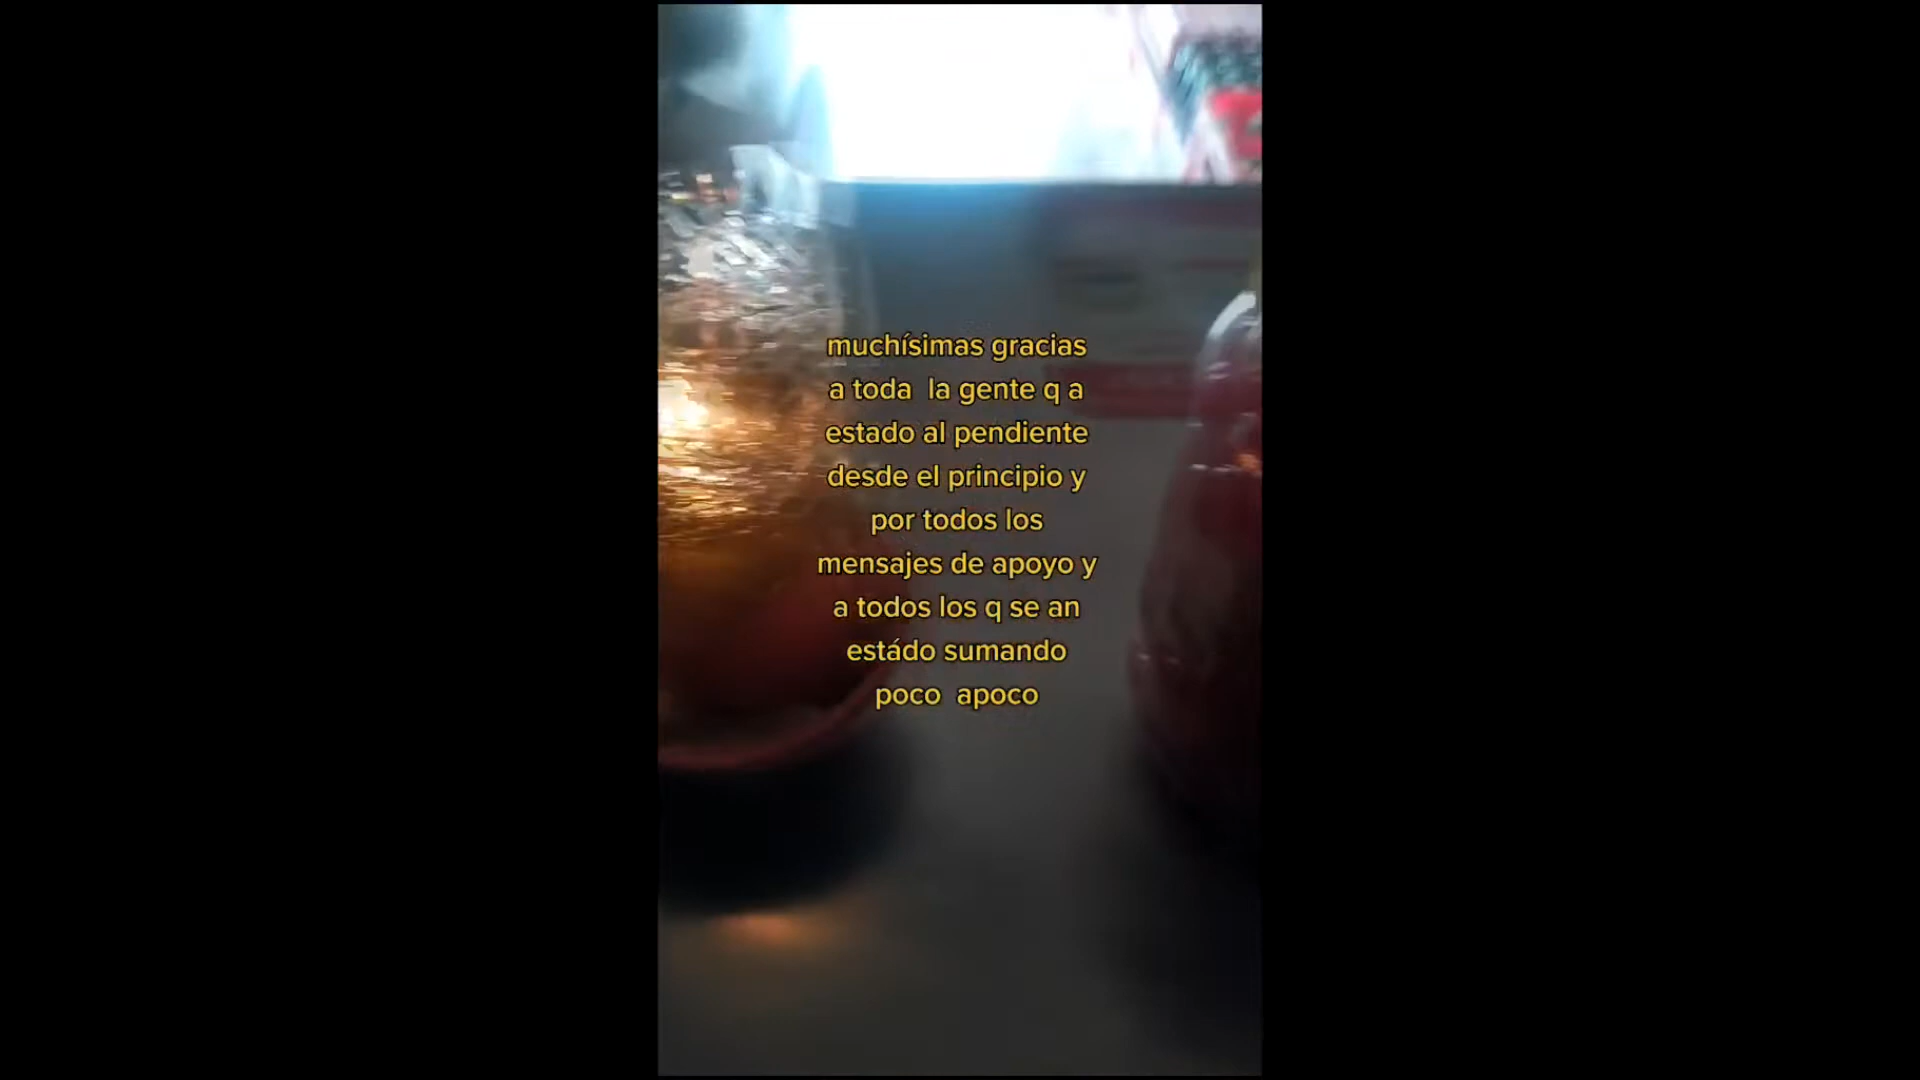 muchísimas gracias
a toda la gente q a
estado al pendiente
desde el principio y
por todos los
mensajes de apoyo y
a todos los q se an
estádo sumando
poco apoco